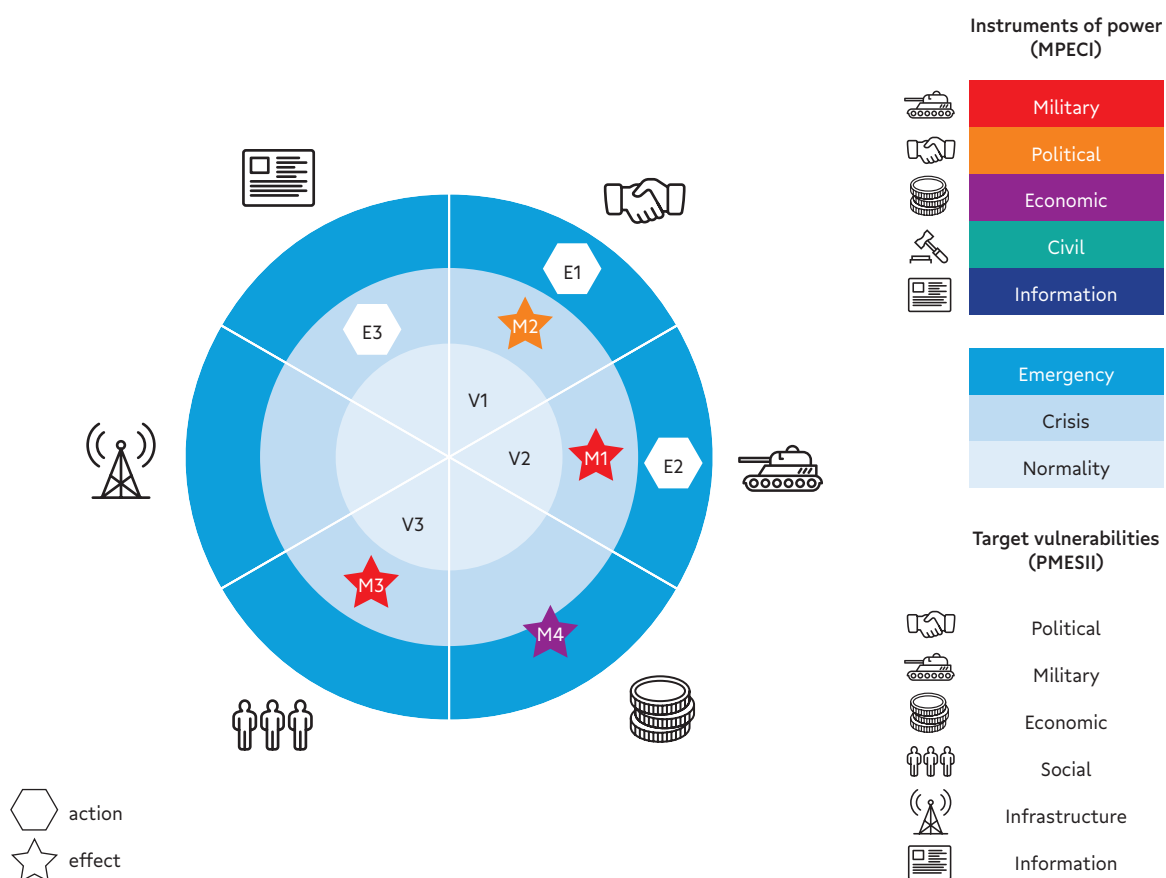 Instruments of power
(MPECI)
Military
Political
Economic
Civil
Information
Emergency
Crisis
Normality
Target vulnerabilities
(PMESII)
Political
Military
Economic
Social
Infrastructure
Information
E1
M2
E3
V1
V2
M1
E2
V3
M3
M4
action
effect